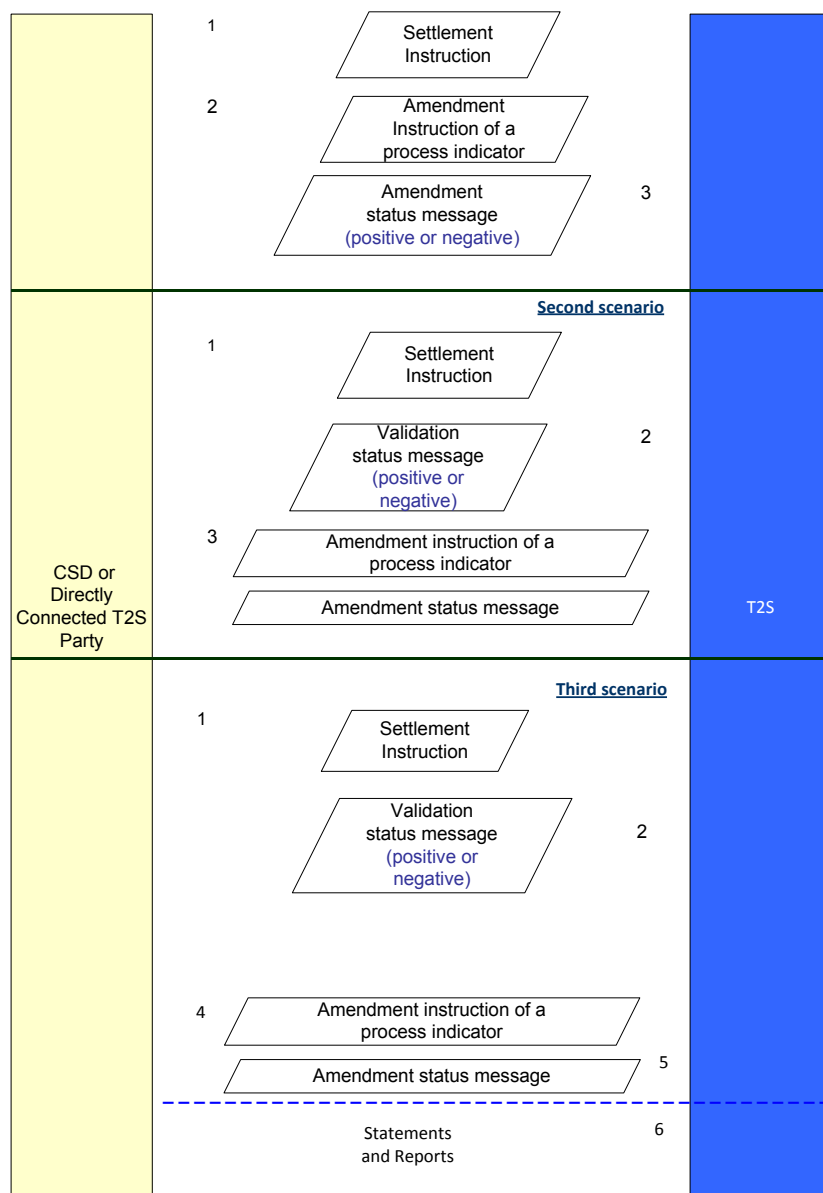 1
Settlement
Instruction
2
Amendment
Instruction of a
process indicator
Amendment
status message
(positive or negative)
3
Second scenario
1
Settlement
Instruction
Validation
status message
(positive or
negative)
2
3
Amendment instruction of a
process indicator
Amendment status message
CSD or
Directly
Connected T2S
Party
T2S
Third scenario
1
Settlement
Instruction
Validation
status message
(positive or
negative)
2
4
Amendment instruction of a
process indicator
Amendment status message
5
Statements
and Reports
6